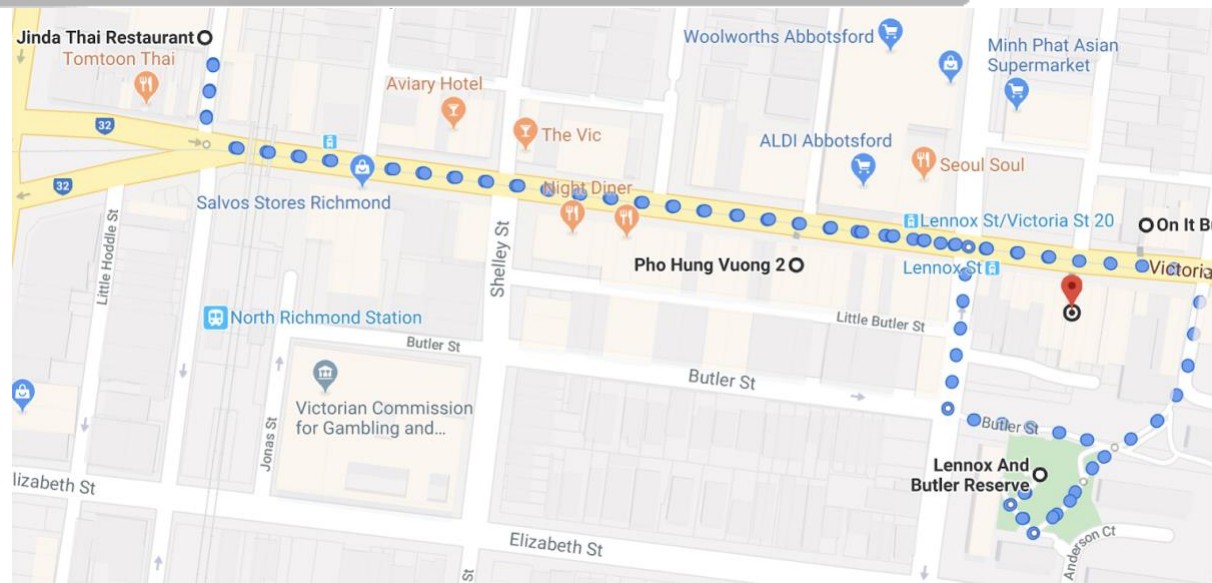 Jinda Thai Restaurant
Tomtoon Thai
Woolworths Abbotsford
Minh Phat Asian
Supermarket
Aviary Hotel
32
The Vic
ALDI Abbotsford
Seoul Soul
32
Salvos Stores Richmond
Night Diner
Lennox St/Victoria St 20
On It Bu
Pho Hung Vuong 2
Lennox St
Victoria
Little Hoddle St
Shelley St
North Richmond Station
Little Butler St
Butler St
Butler St
Victorian Commission
for Gambling and...
Butler St
Jonas St
Lennox And
Butler Reserve
lizabeth St
Elizabeth St
Anderson Ct
St